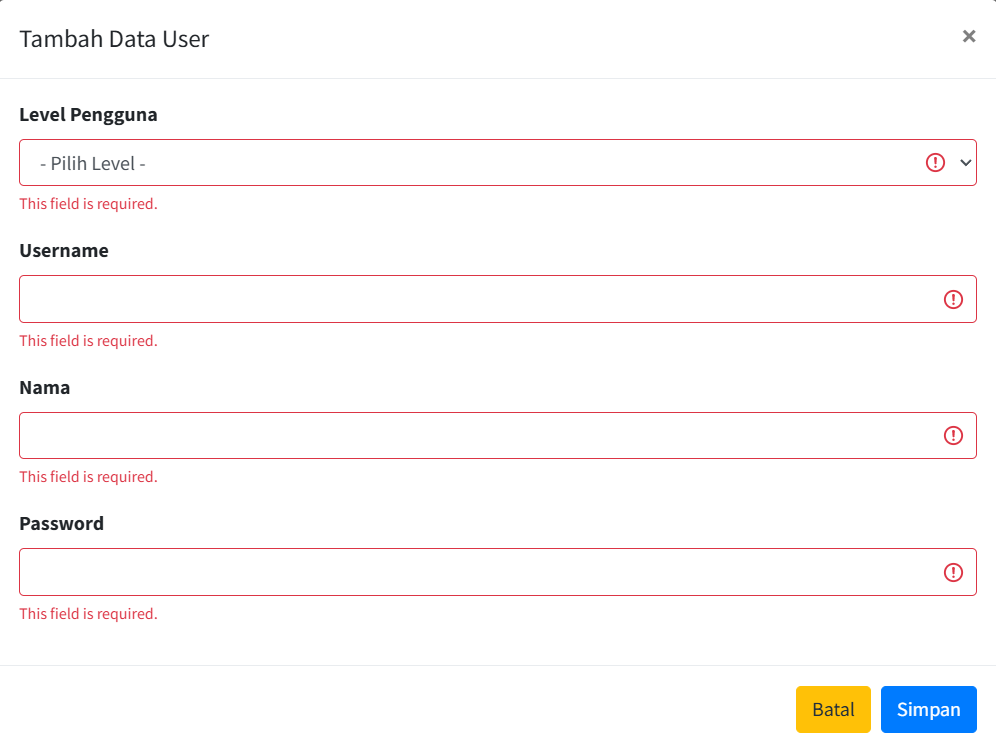 Tambah Data User ×
Level Pengguna
- Pilih Level -
This field is required.
Username
This field is required.
Nama
This field is required.
Password
This field is required.
Batal Simpan